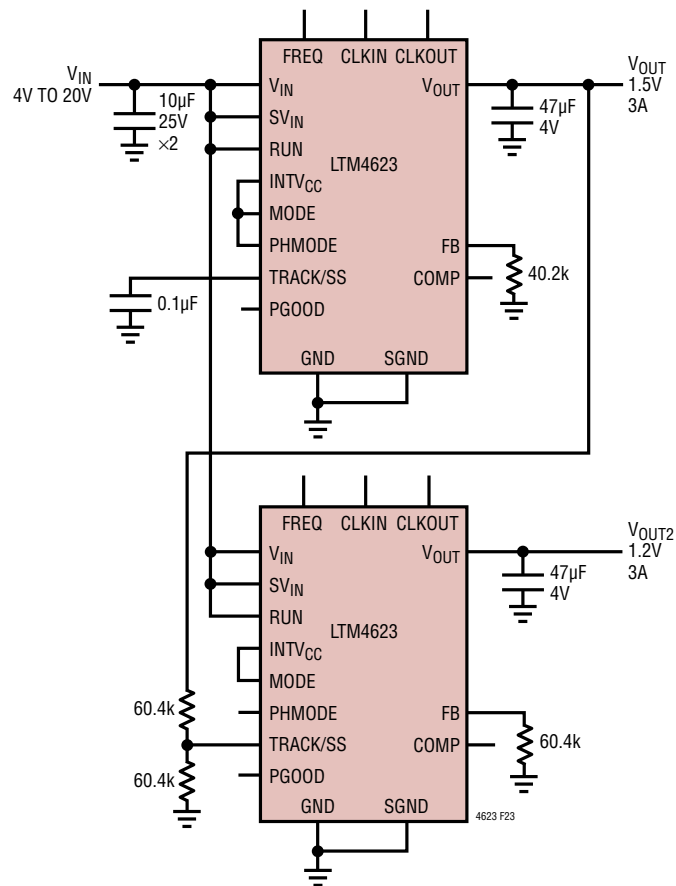 FREQ CLKIN CLKOUT
VIN
4V TO 20V
10µF
25V
×2
VIN
SVIN
RUN
INTVCC
MODE
PHMODE
TRACK/SS
PGOOD
LTM4623
VOUT
FB
COMP
GND SGND
0.1µF
47µF
4V
VOUT
1.5V
3A
40.2k
FREQ CLKIN CLKOUT
VIN
SVIN
RUN
INTVCC
MODE
PHMODE
TRACK/SS
PGOOD
LTM4623
VOUT
FB
COMP
GND SGND
47µF
4V
VOUT2
1.2V
3A
60.4k
60.4k
60.4k
4623 F23